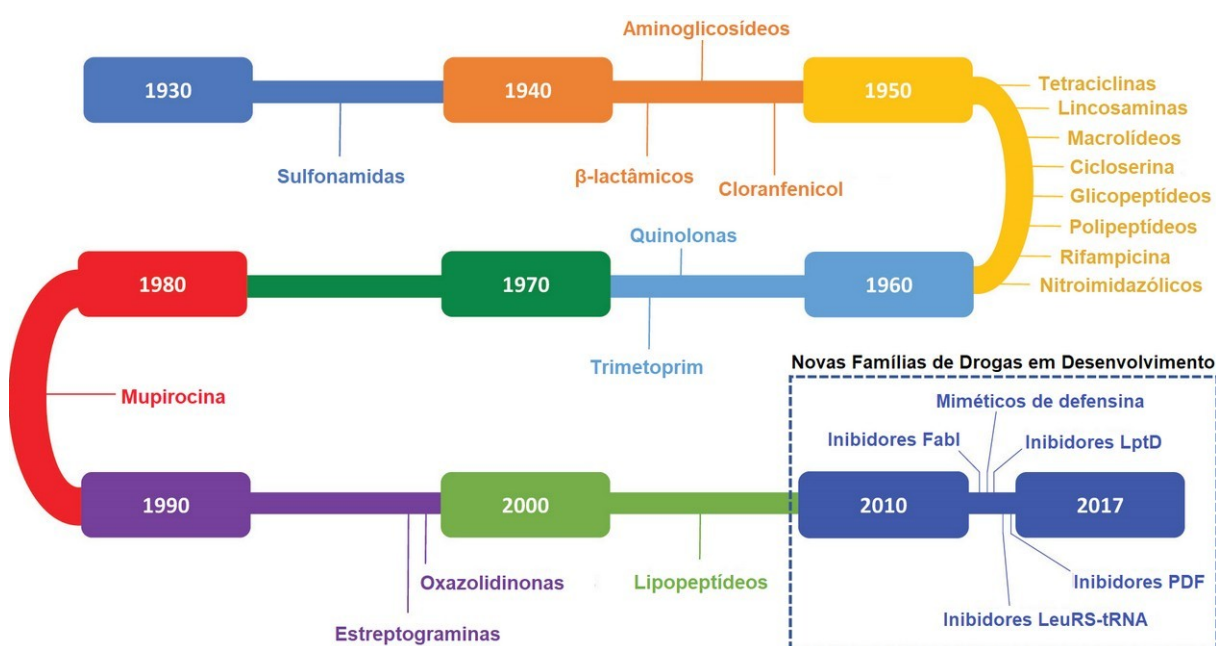 Aminoglicosídeos
1930
1940
1950
Sulfonamidas
β-lactâmicos
Cloranfenicol
Tetraciclinas
Lincosaminas
Macrolídeos
Cicloserina
Glicopeptídeos
Polipeptídeos
Rifampicina
Nitroimidazólicos
Quinolonas
1980
1970
1960
Trimetoprim
Mupirocina
Novas Famílias de Drogas em Desenvolvimento
Miméticos de defensina
Inibidores FabI
Inibidores LptD
1990
2000
2010
2017
Oxazolidinonas
Lipopeptídeos
Inibidores PDF
Estreptograminas
Inibidores LeuRS-tRNA